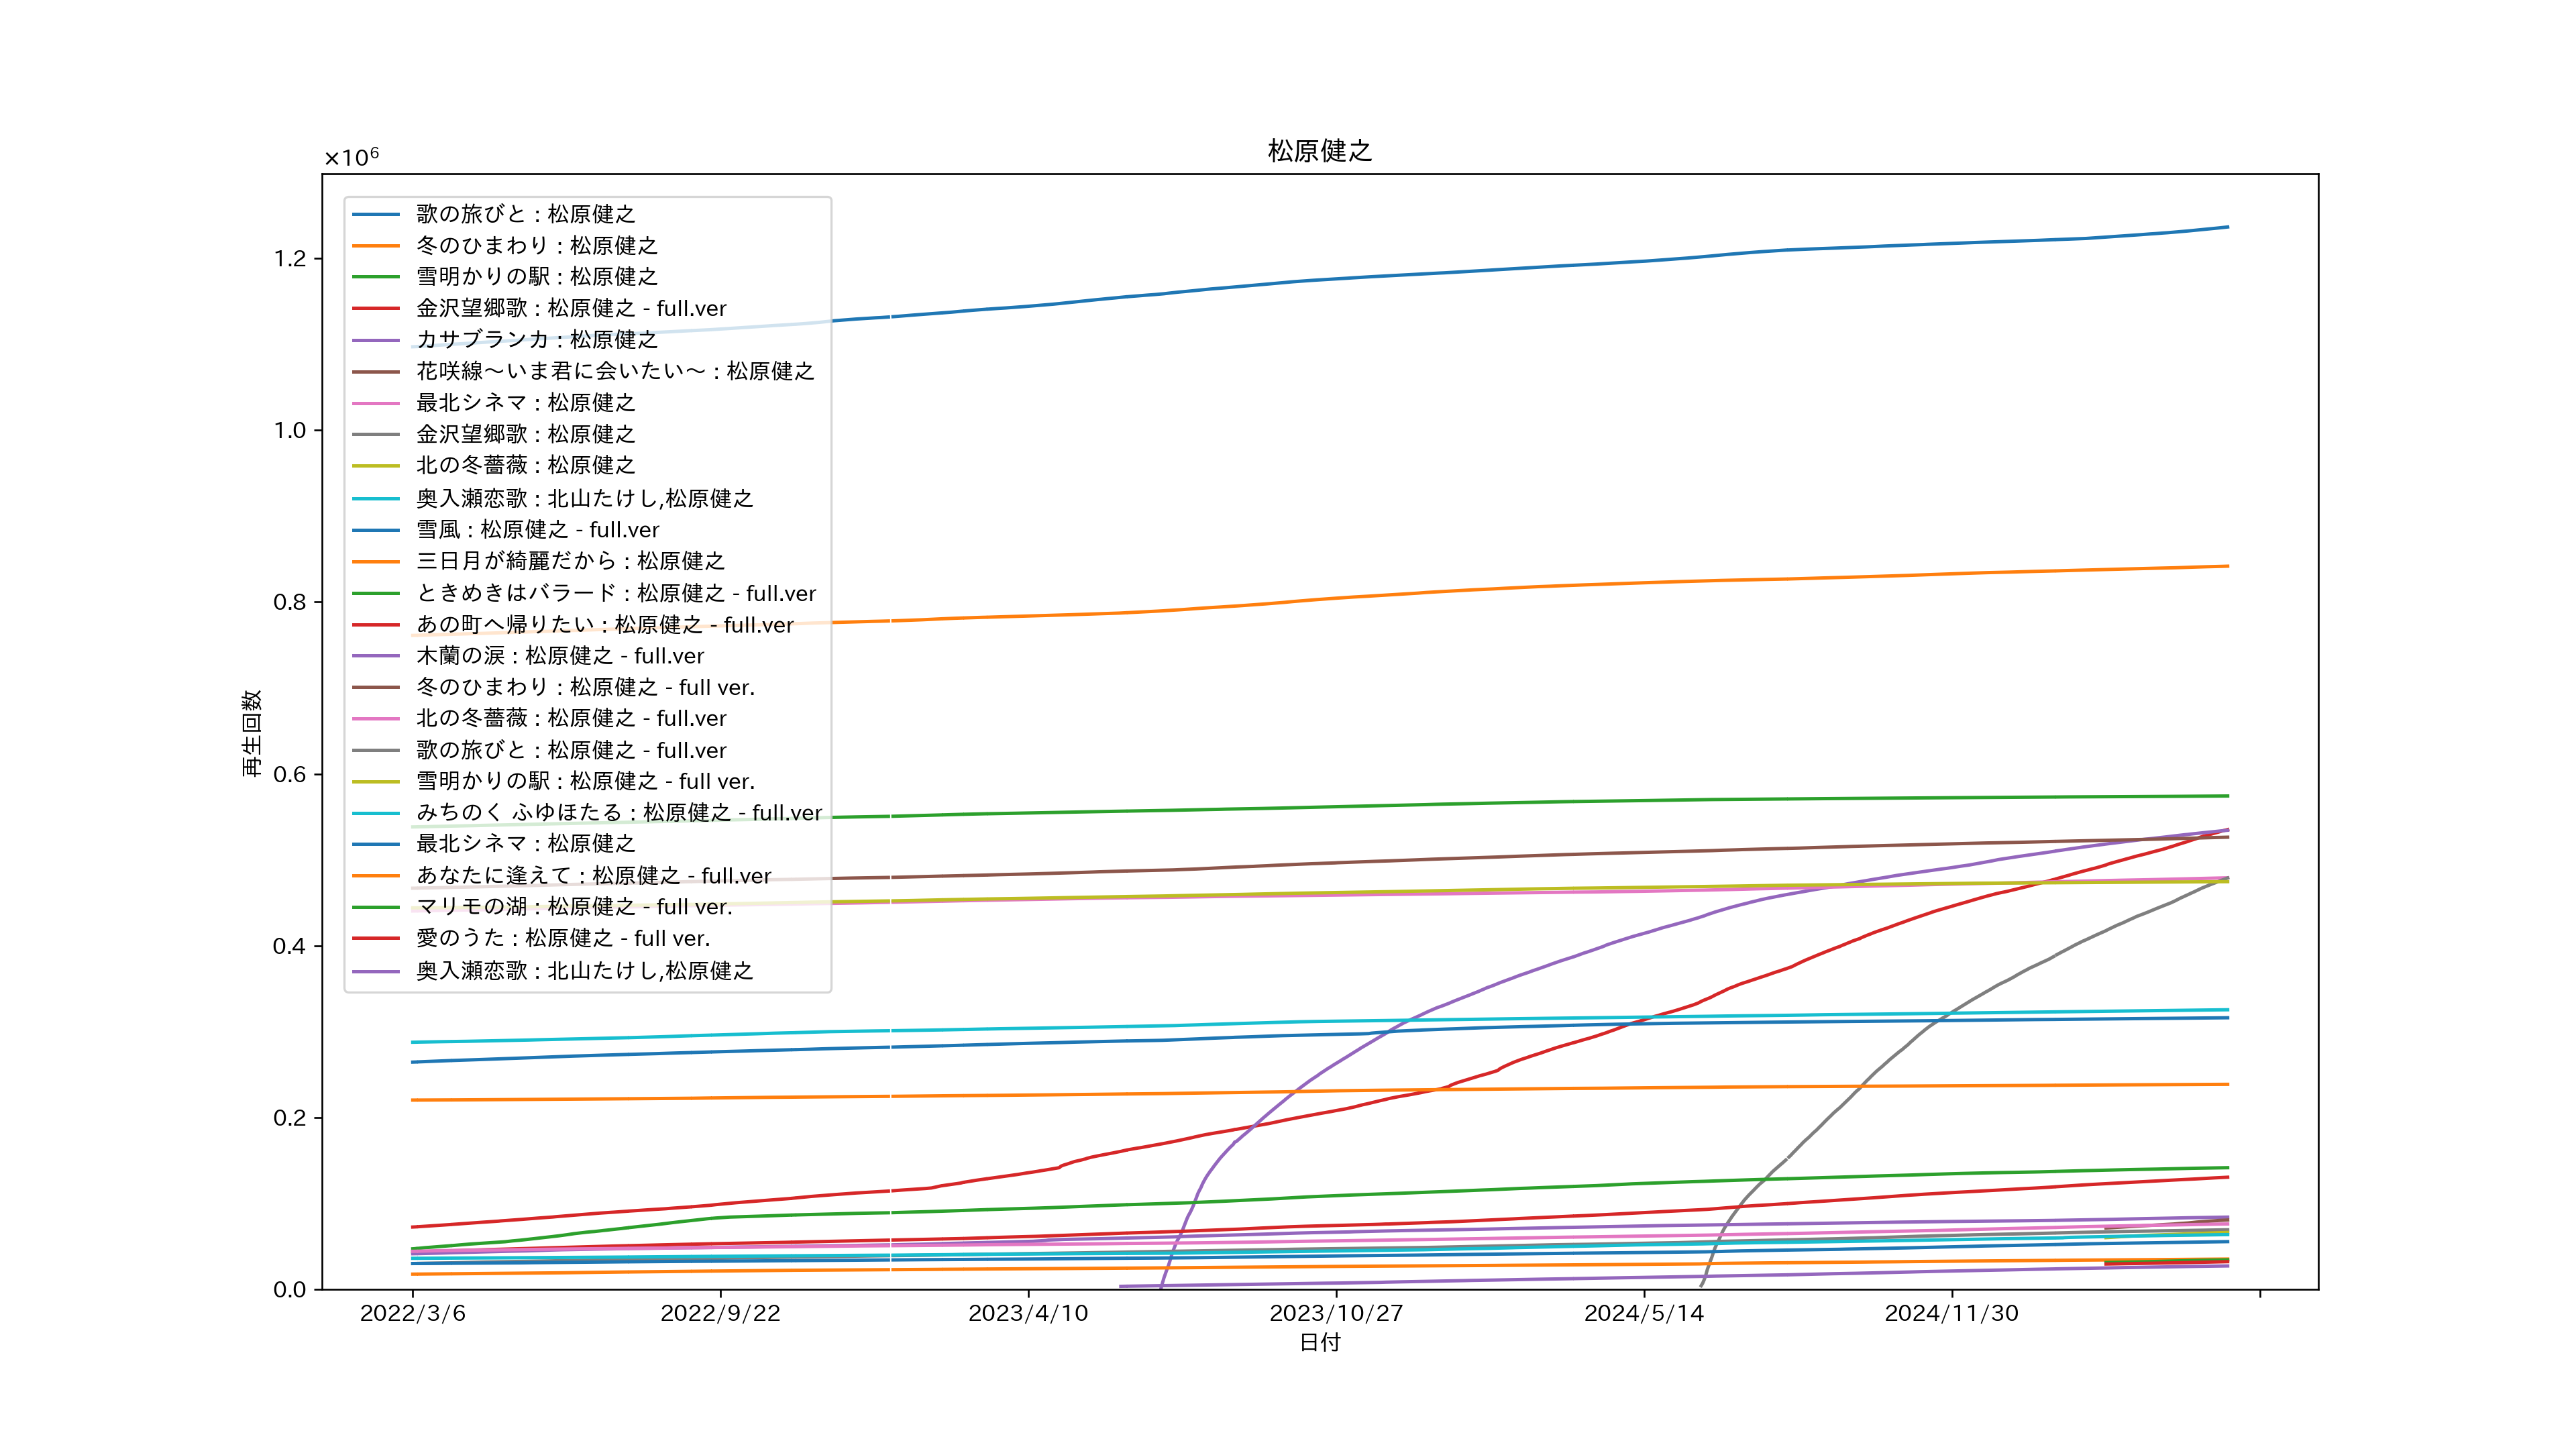 松原健之
×10⁶
歌の旅びと : 松原健之
冬のひまわり : 松原健之
雪明かりの駅 : 松原健之
金沢望郷歌 : 松原健之 - full.ver
カサブランカ : 松原健之
花咲線～いま君に会いたい～ : 松原健之
最北シネマ : 松原健之
金沢望郷歌 : 松原健之
北の冬薔薇 : 松原健之
奥入瀬恋歌 : 北山たけし,松原健之
雪風 : 松原健之 - full.ver
三日月が綺麗だから : 松原健之
ときめきはバラード : 松原健之 - full.ver
あの町へ帰りたい : 松原健之 - full.ver
木蘭の涙 : 松原健之 - full.ver
冬のひまわり : 松原健之 - full ver.
北の冬薔薇 : 松原健之 - full.ver
歌の旅びと : 松原健之 - full.ver
雪明かりの駅 : 松原健之 - full ver.
みちのく ふゆほたる : 松原健之 - full.ver
最北シネマ : 松原健之
あなたに逢えて : 松原健之 - full.ver
マリモの湖 : 松原健之 - full ver.
愛のうた : 松原健之 - full ver.
奥入瀬恋歌 : 北山たけし,松原健之
1.2
1.0
0.8
0.6
0.4
0.2
0.0
再生回数
2022/3/6
2022/9/22
2023/4/10
2023/10/27
2024/5/14
2024/11/30
日付